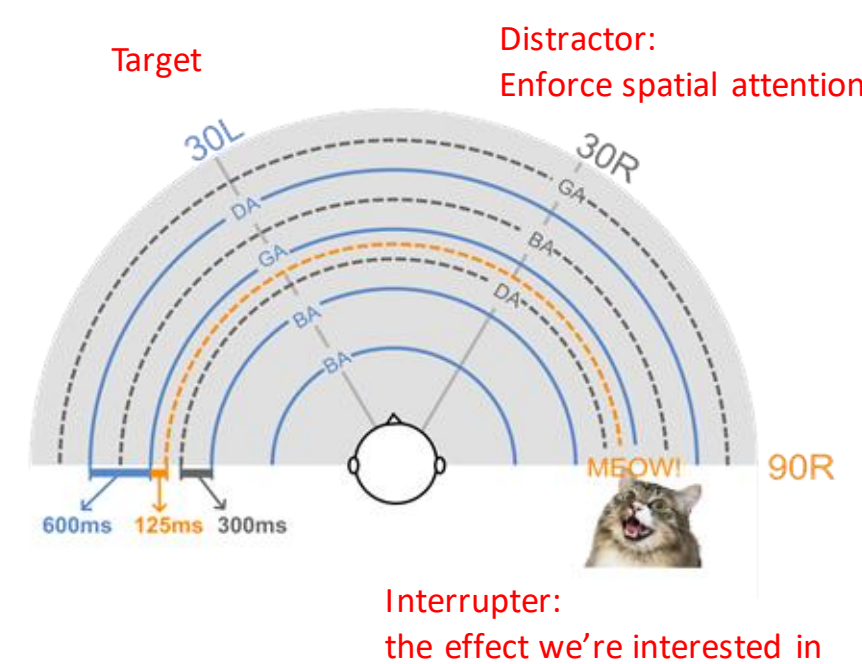 Target
Distractor:
Enforce spatial attention
30L
30R
GA
DA
BA
GA
DA
BA
BA
MEOW!
90R
600ms
125ms
300ms
Interrupter:
the effect we’re interested in